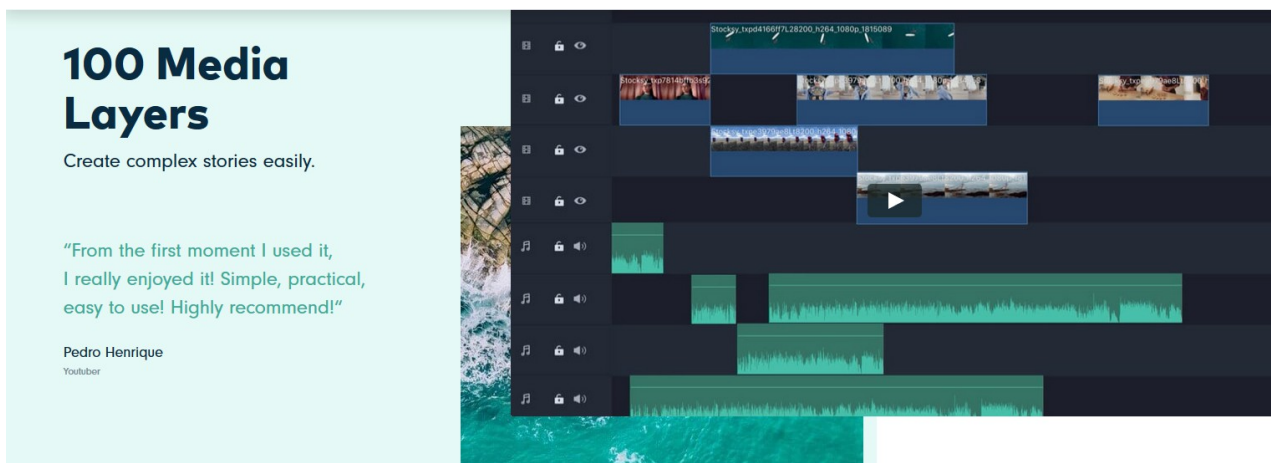 100 Media
Layers
Create complex stories easily.
“From the first moment I used it,
I really enjoyed it! Simple, practical,
easy to use! Highly recommend!”
Pedro Henrique
Youtuber
Stocksy_txpd4166ff7L28200_h264_1080p_1815089